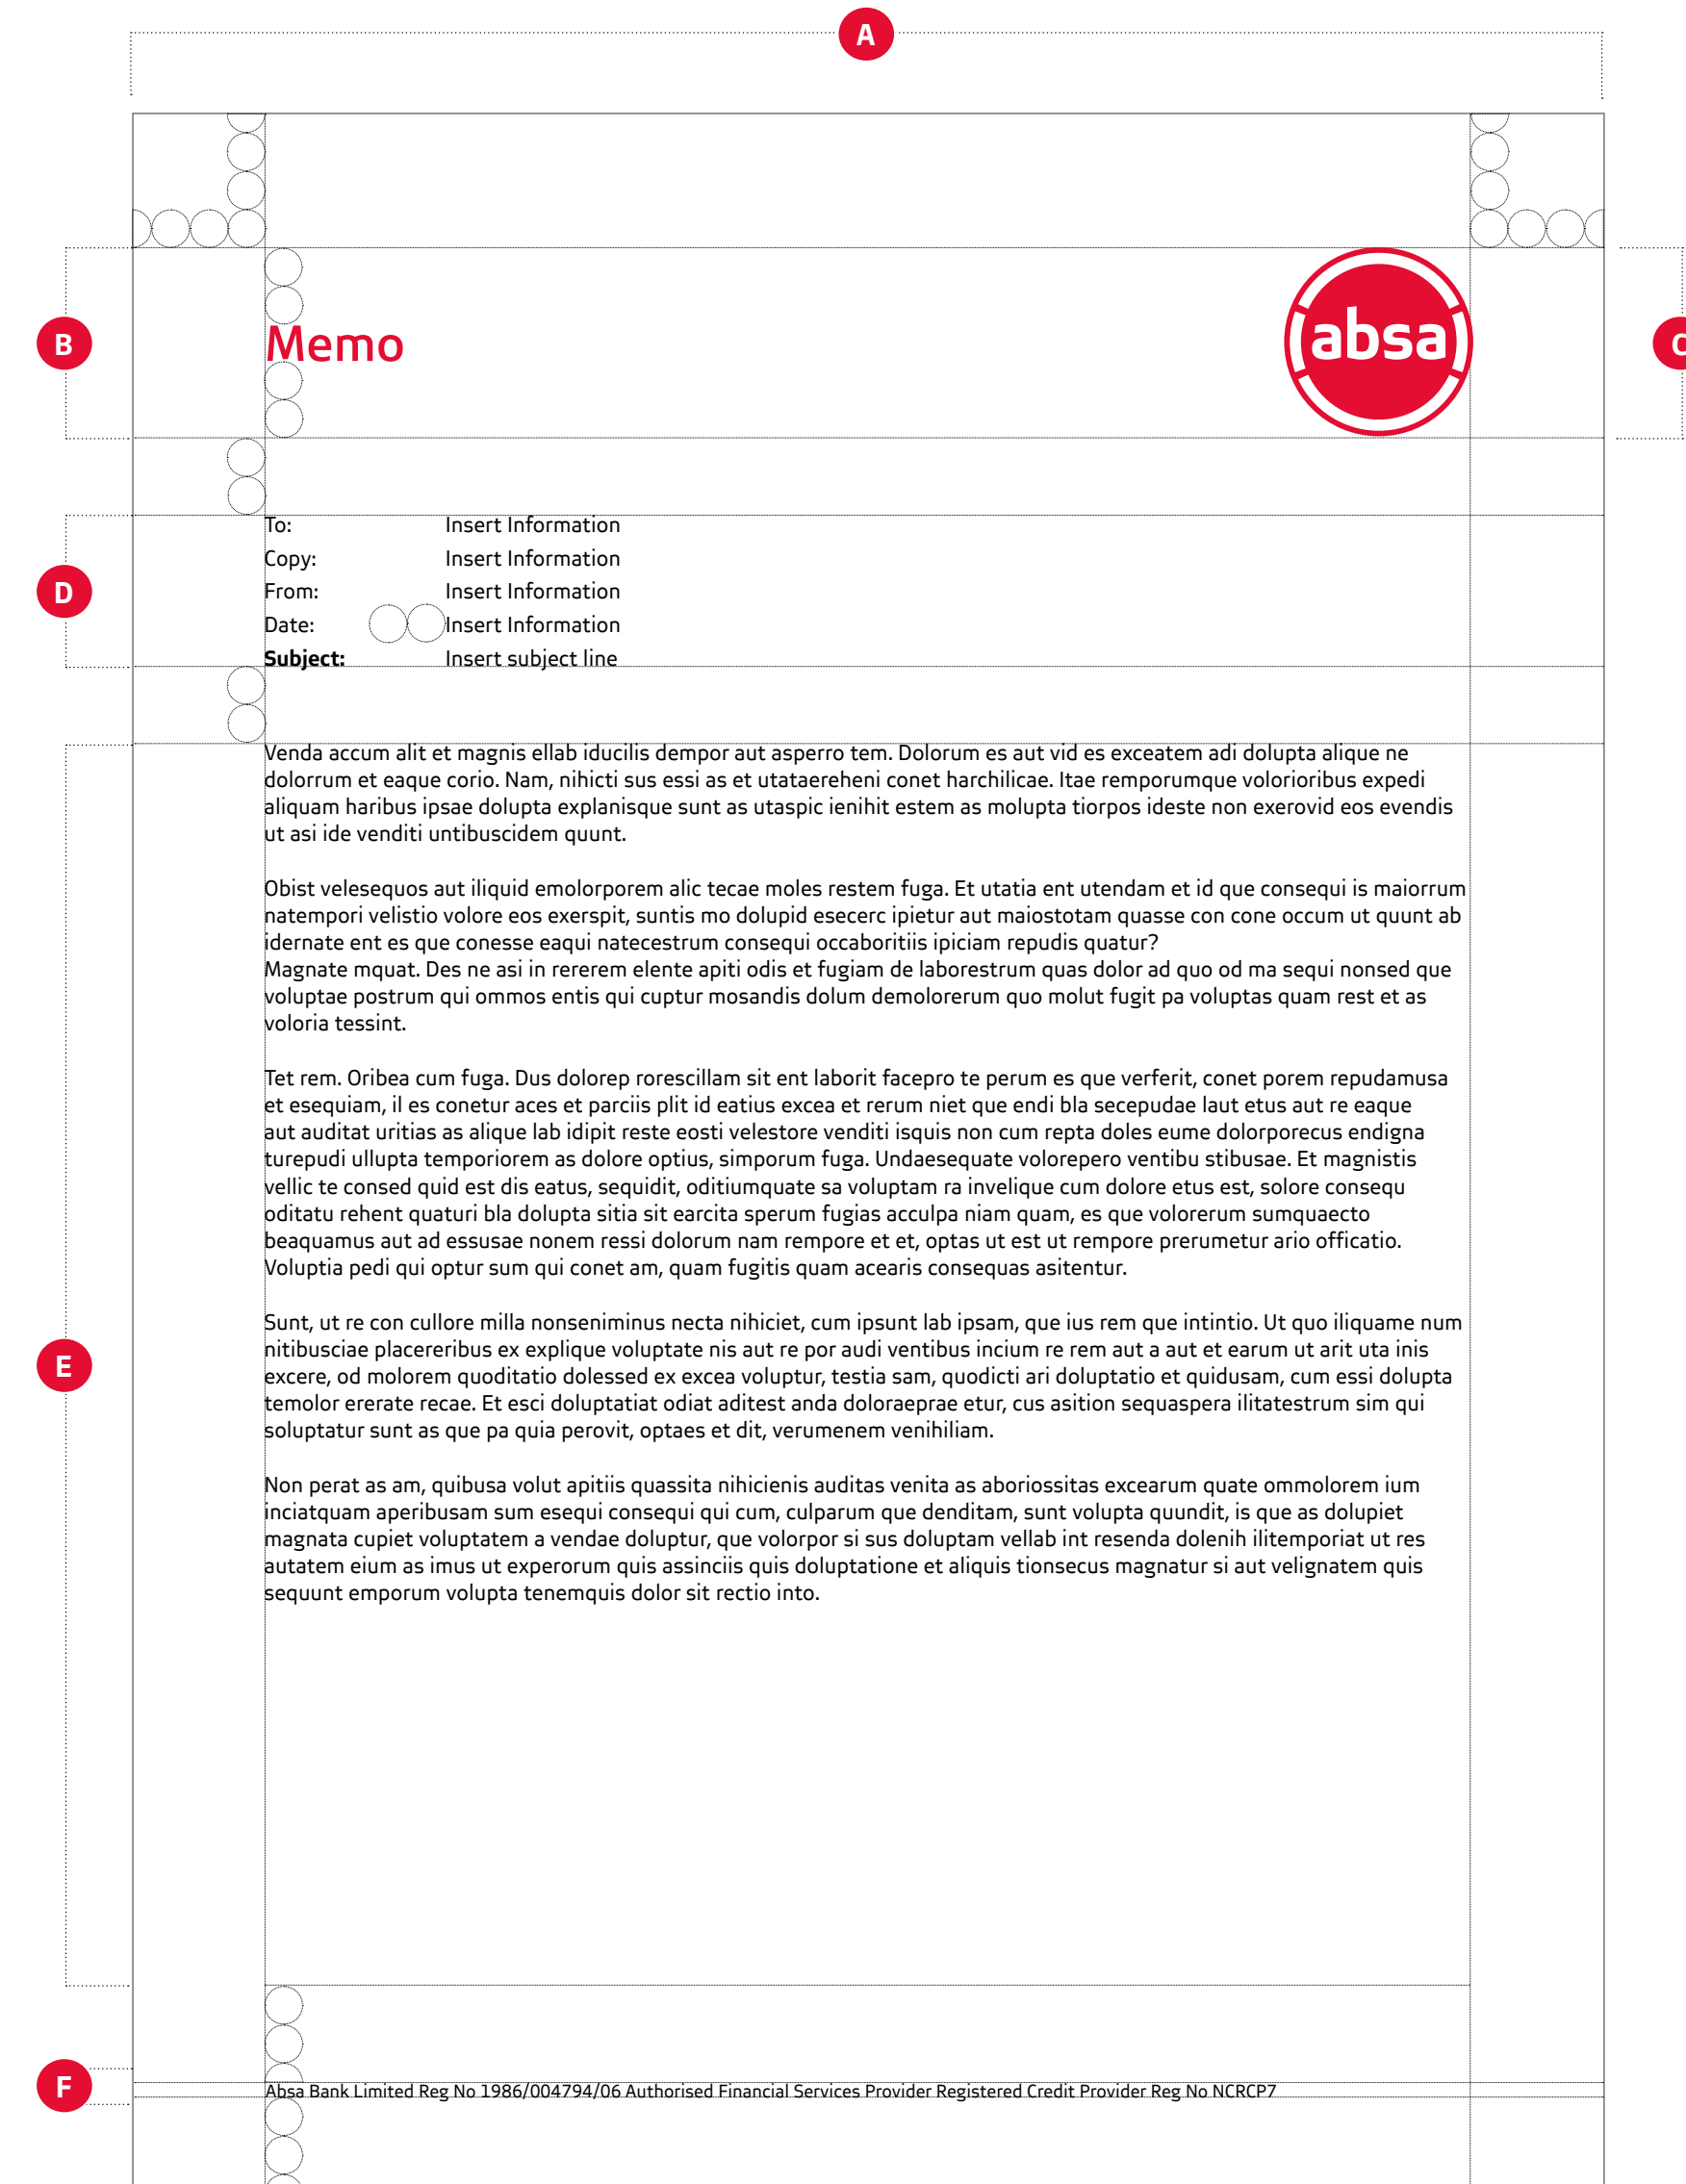 A
B
Memo
absa
C
D
To: Insert Information
Copy: Insert Information
From: Insert Information
Date: Insert Information
Subject: Insert subject line
Venda accum alit et magnis ellab iducilis dempor aut asperro tem. Dolorum es aut vid es exceatem adi dolupta alique ne
dolorrum et eaque corio. Nam, nihicti sus essi as et utataereheni conet harchilicae. Itae remporumque volorioribus expedi
aliquam haribus ipsae dolupta explanisque sunt as utaspic ienihit estem as molupta tiorpos ideste non exerovid eos evendis
ut asi ide venditi untibuscidem quunt.
Obist velesequos aut iliquid emolorporem alic tecae moles restem fuga. Et utatia ent utendam et id que consequi is maiorrum
natempori velistio volore eos exerspit, suntis mo dolupid esecerc ipietur aut maiostotam quasse con cone occum ut quunt ab
idernate ent es que conesse eaqui natecestrum consequi occaboritiis ipiciam repudis quatur?
Magnate mquat. Des ne asi in rererem elente apiti odis et fugiam de laborestrum quas dolor ad quo od ma sequi nonsed que
voluptae postrum qui ommos entis qui cuptur mosandis dolum demolorerum quo molut fugit pa voluptas quam rest et as
voloria tessint.
Tet rem. Oribea cum fuga. Dus dolorep rorescillam sit ent laborit facepro te perum es que verferit, conet porem repudamusa
et esequiam, il es conetur aces et parciis plit id eatius excea et rerum niet que endi bla secepudae laut etus aut re eaque
aut auditat uritias as alique lab idipit reste eosti velestore venditi isquis non cum repta doles eume dolorporecus endigna
turepudi ullupta temporiorem as dolore optius, simporum fuga. Undaesequate volorepero ventibu stibusae. Et magnistis
vellic te consed quid est dis eatus, sequidit, oditiumquate sa voluptam ra invelique cum dolore etus est, solore consequ
oditatu rehent quaturi bla dolupta sitia sit earcita sperum fugias acculpa niam quam, es que volorerum sumquaecto
beaquamus aut ad essusae nonem ressi dolorum nam rempore et et, optas ut est ut rempore prerumetur ario officatio.
Voluptia pedi qui optur sum qui conet am, quam fugitis quam acearis consequas asitentur.
E
Sunt, ut re con cullore milla nonseniminus necta nihiciet, cum ipsunt lab ipsam, que ius rem que intintio. Ut quo iliquame num
nitibusciae placereribus ex explique voluptate nis aut re por audi ventibus incium re rem aut a aut et earum ut arit uta inis
excere, od molorem quoditatio dolessed ex excea voluptur, testia sam, quodicti ari doluptatio et quidusam, cum essi dolupta
temolor ererate recae. Et esci doluptatiat odiat aditest anda doloraeprae etur, cus asition sequaspera ilitatestrum sim qui
soluptatur sunt as que pa quia perovit, optaes et dit, verumenem venihiliam.
Non perat as am, quibusa volut apitiis quassita nihicienis auditas venita as aboriossitas excearum quate ommolorem ium
inciatquam aperibusam sum esequi consequi qui cum, culparum que denditam, sunt volupta quundit, is que as dolupiet
magnata cupiet voluptatem a vendae doluptur, que volorpor si sus doluptam vellab int resenda dolenih ilitemporiat ut res
autatem eium as imus ut experorum quis assinciis quis doluptatione et aliquis tionsecus magnatur si aut velignatem quis
sequunt emporum volupta tenemquis dolor sit rectio into.
F
Absa Bank Limited Reg No 1986/004794/06 Authorised Financial Services Provider Registered Credit Provider Reg No NCRCP7